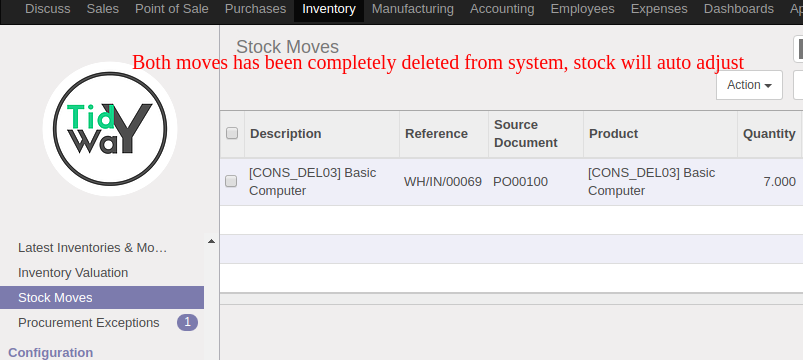 Discuss Sales Point of Sale Purchases Inventory Manufacturing Accounting Employees Expenses Dashboards
Stock Moves
Both moves has been completely deleted from system, stock will auto adjust
Tidy
Way
Action
Description Reference Source Document Product Quantity
[CONS_DEL03] Basic Computer WH/IN/00069 PO00100 [CONS_DEL03] Basic Computer 7.000
Latest Inventories & Mo…
Inventory Valuation
Stock Moves
Procurement Exceptions 1
Configuration